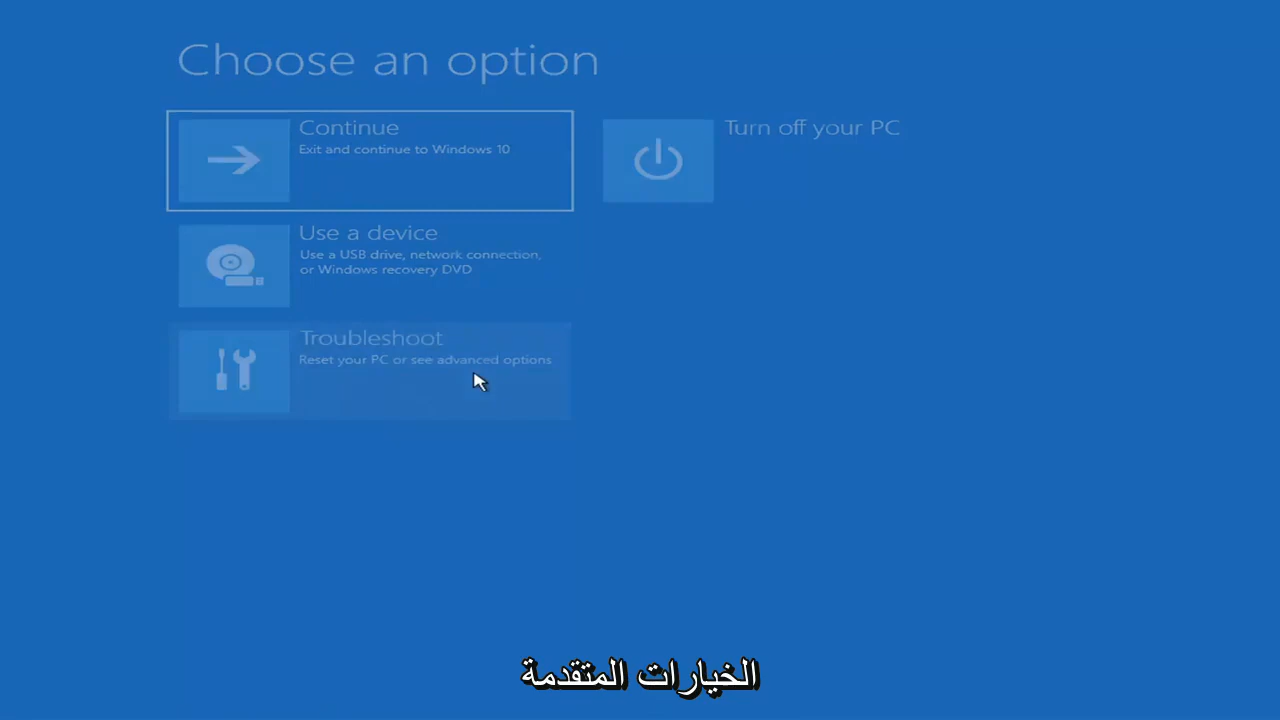 Choose an option
Continue
Exit and continue to Windows 10
Turn off your PC
Use a device
Use a USB drive, network connection,
or Windows recovery DVD
Troubleshoot
Reset your PC or see advanced options
الخيارات المتقدمة